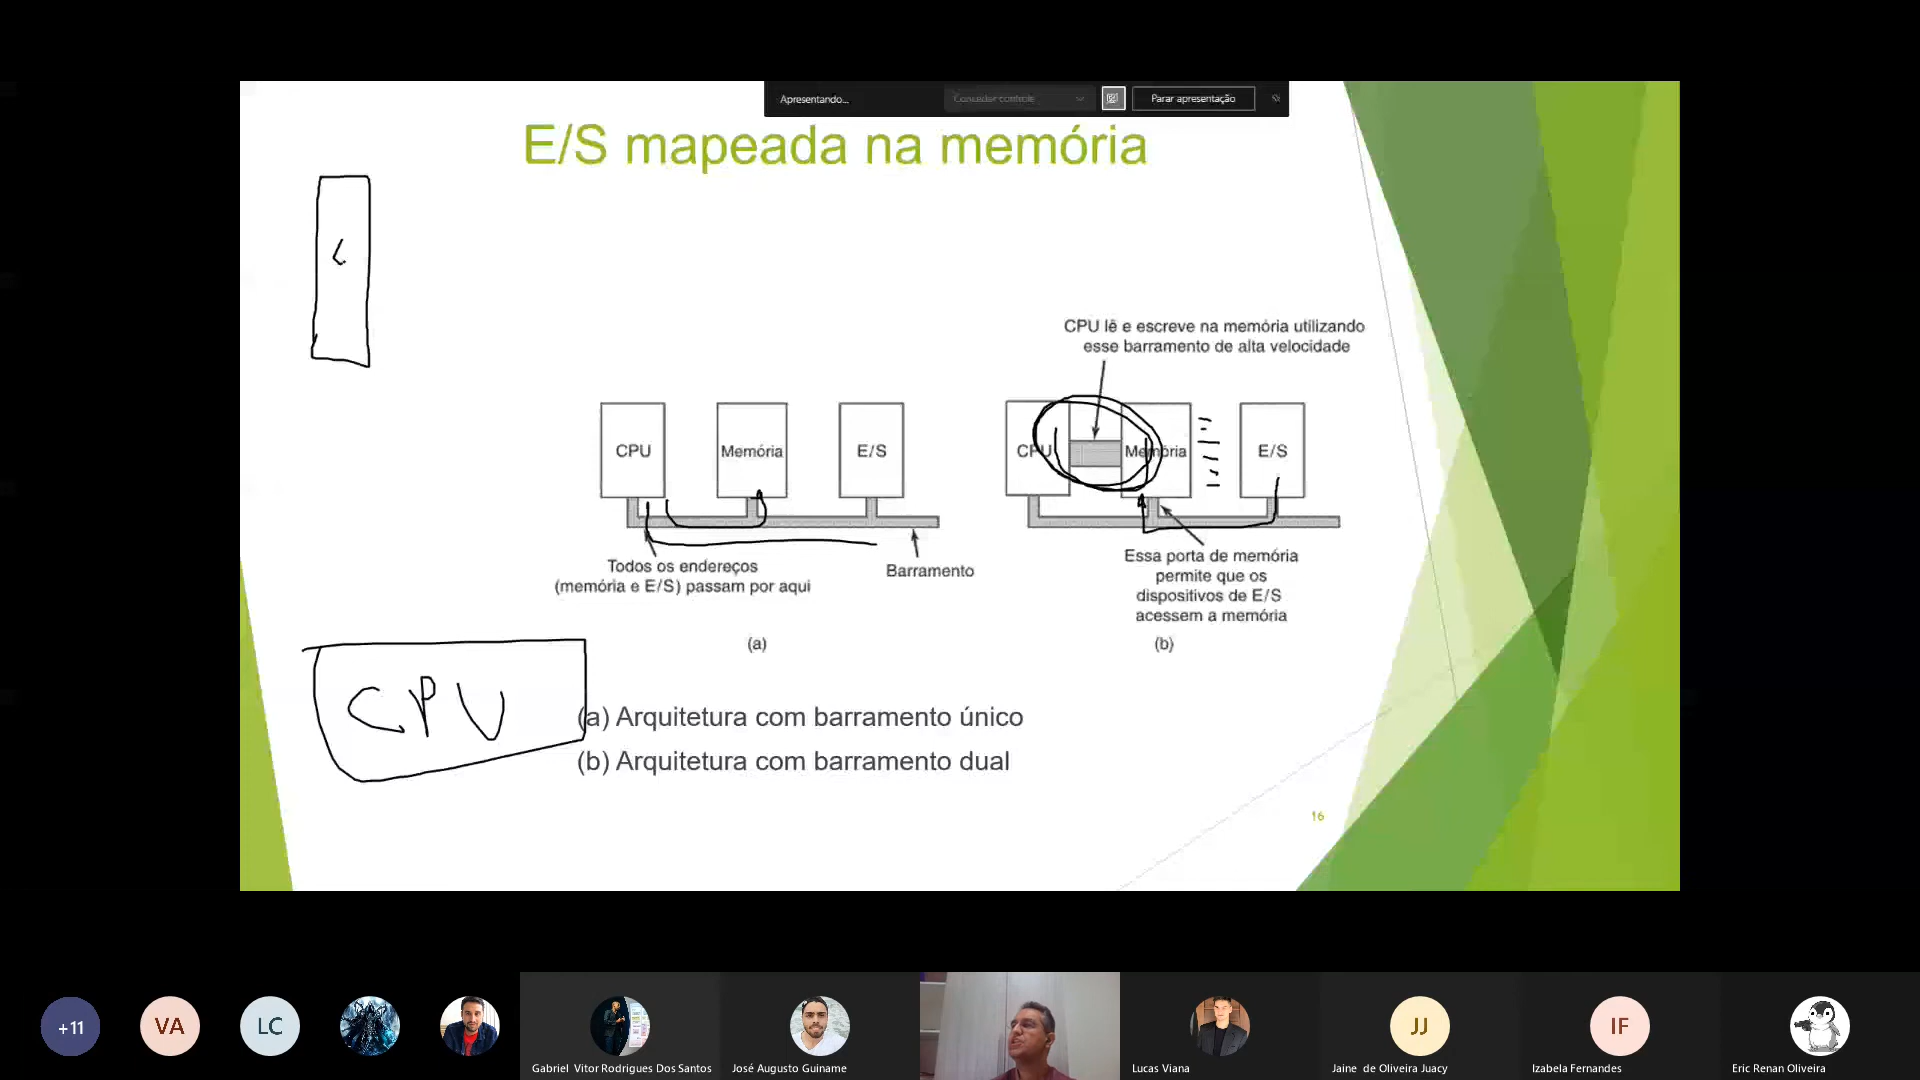 Apresentando...
Conceder controle
Parar apresentação
E/S mapeada na memória
CPU lê e escreve na memória utilizando
esse barramento de alta velocidade
CPU
Memória
E/S
CPU
Memória
E/S
Todos os endereços
(memória e E/S) passam por aqui
Barramento
Essa porta de memória
permite que os
dispositivos de E/S
acessem a memória
(a)
(b)
CPU
(a) Arquitetura com barramento único
(b) Arquitetura com barramento dual
16
+11
VA
LC
JJ
IF
Gabriel Vitor Rodrigues Dos Santos
José Augusto Guiname
Lucas Viana
Jaine de Oliveira Juacy
Izabela Fernandes
Eric Renan Oliveira